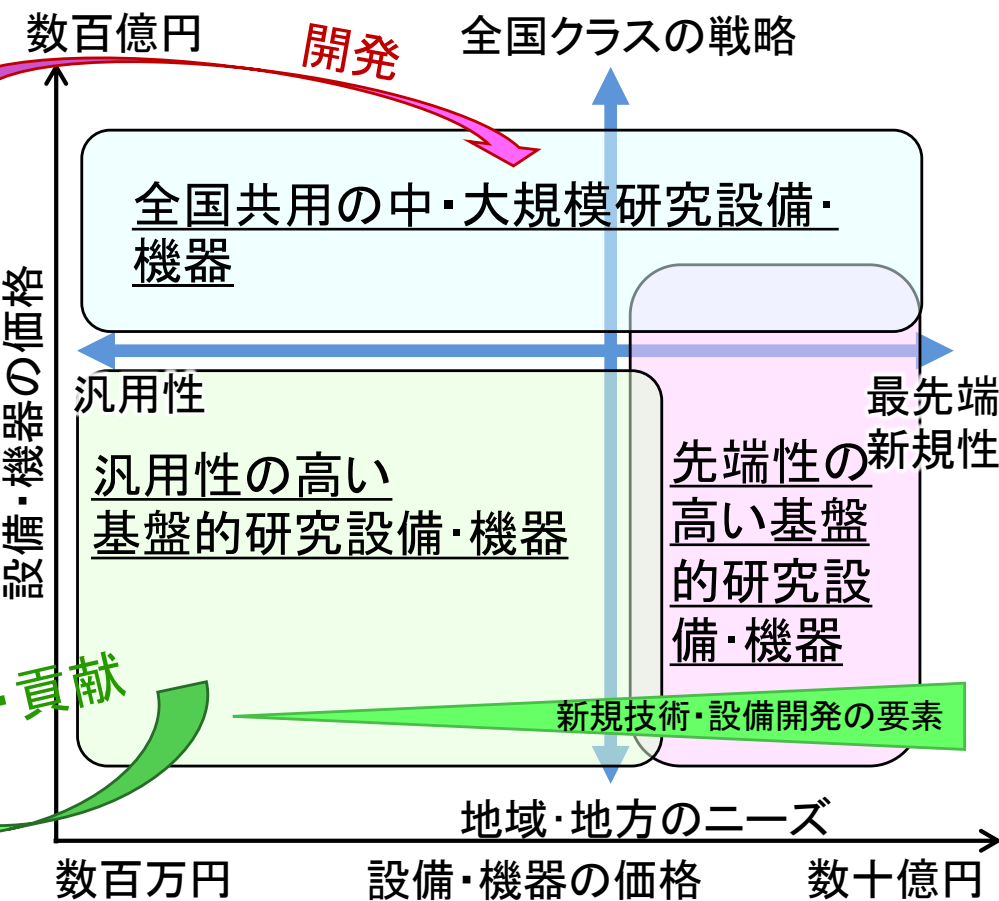 数百億円
開発
全国クラスの戦略
全国共用の中・大規模研究設備・
機器
設備・機器の価格
汎用性
最先端
新規性
汎用性の高い
基盤的研究設備・機器
先端性の
高い基盤
的研究設
備・機器
・貢献
新規技術・設備開発の要素
地域・地方のニーズ
数百万円
設備・機器の価格
数十億円